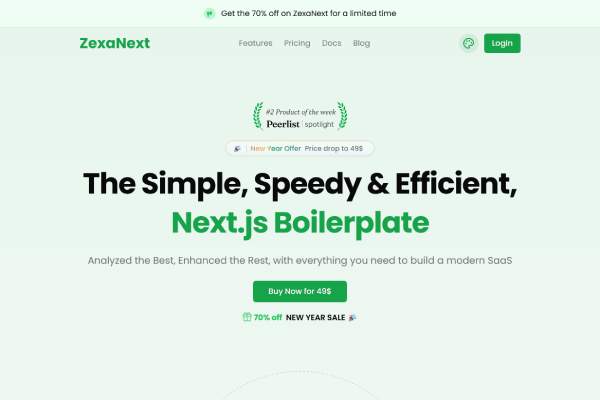 Get the 70% off on ZexaNext for a limited time
ZexaNext
Features Pricing Docs Blog
Login
#2 Product of the week
Peerlist spotlight
New Year Offer Price drop to 49$
The Simple, Speedy & Efficient,
Next.js Boilerplate
Analyzed the Best, Enhanced the Rest, with everything you need to build a modern SaaS
Buy Now for 49$
70% off NEW YEAR SALE